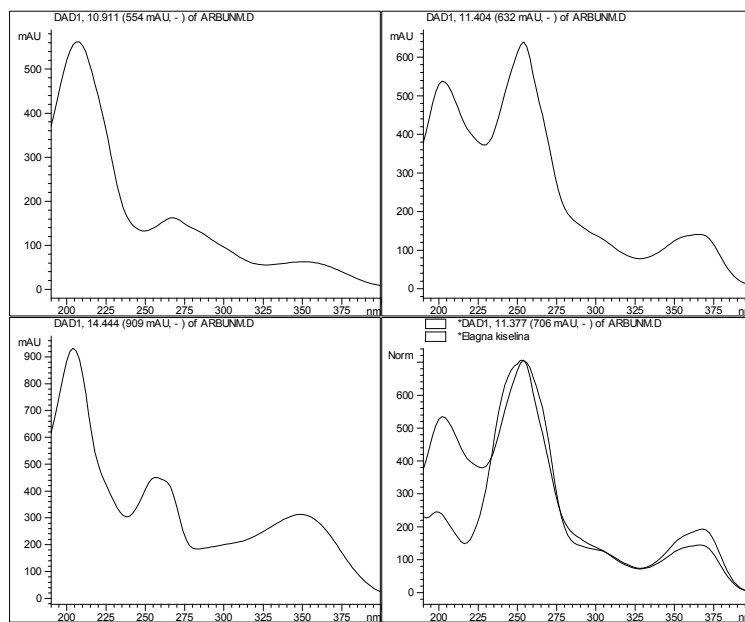 DAD1, 10.911 (554 mAU, - ) of ARBUNM.D
mAU
500
400
300
200
100
0
200 225 250 275 300 325 350 375 nm
DAD1, 11.404 (632 mAU, - ) of ARBUNM.D
mAU
600
500
400
300
200
100
0
200 225 250 275 300 325 350 375 nm
DAD1, 14.444 (909 mAU, - ) of ARBUNM.D
mAU
900
800
700
600
500
400
300
200
100
0
200 225 250 275 300 325 350 375 nm
*DAD1, 11.377 (706 mAU, - ) of ARBUNM.D
*Elagna kiselina
Norm
600
500
400
300
200
100
0
200 225 250 275 300 325 350 375 nm